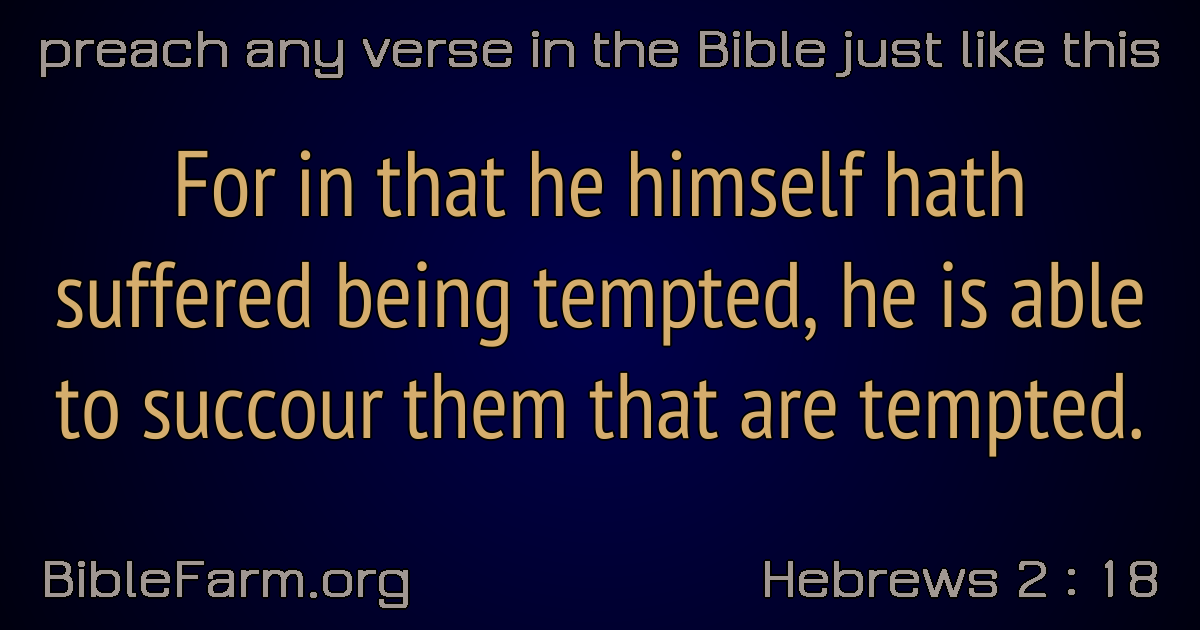 preach any verse in the Bible just like this
For in that he himself hath
suffered being tempted, he is able
to succour them that are tempted.
BibleFarm.org
Hebrews 2 : 18